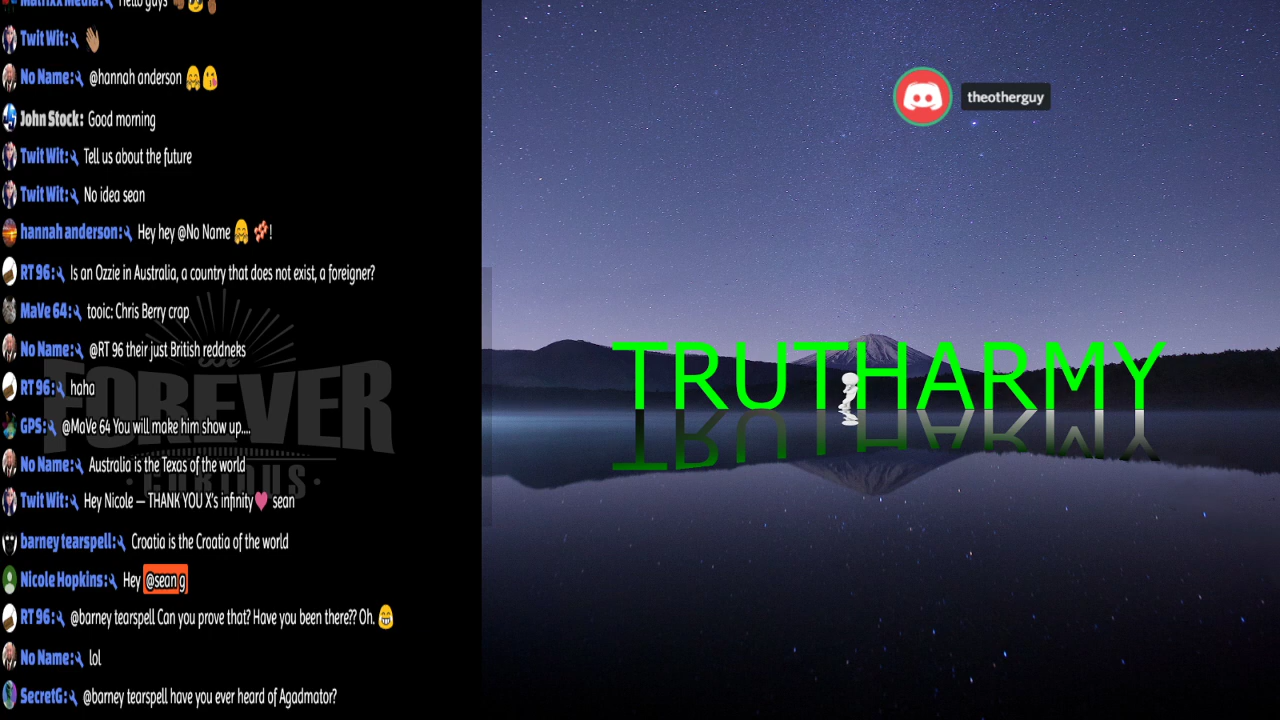 Matrixx Media: Hello guys
Twit Wit:
No Name: @hannah anderson
John Stock: Good morning
Twit Wit: Tell us about the future
Twit Wit: No idea sean
hannah anderson: Hey hey @No Name !
RT 96: Is an Ozzie in Australia, a country that does not exist, a foreigner?
MaVe 64: tooic: Chris Berry crap
No Name: @RT 96 their just British reddneks
RT 96: haha
GPS: @MaVe 64 You will make him show up....
No Name: Australia is the Texas of the world
Twit Wit: Hey Nicole — THANK YOU X's infinity sean
barney tearspell: Croatia is the Croatia of the world
Nicole Hopkins: Hey @sean g
RT 96: @barney tearspell Can you prove that? Have you been there?? Oh.
No Name: lol
SecretG: @barney tearspell have you ever heard of Agadmator?
FOREVER
CURIOUS
theotherguy
TRUTHARMY